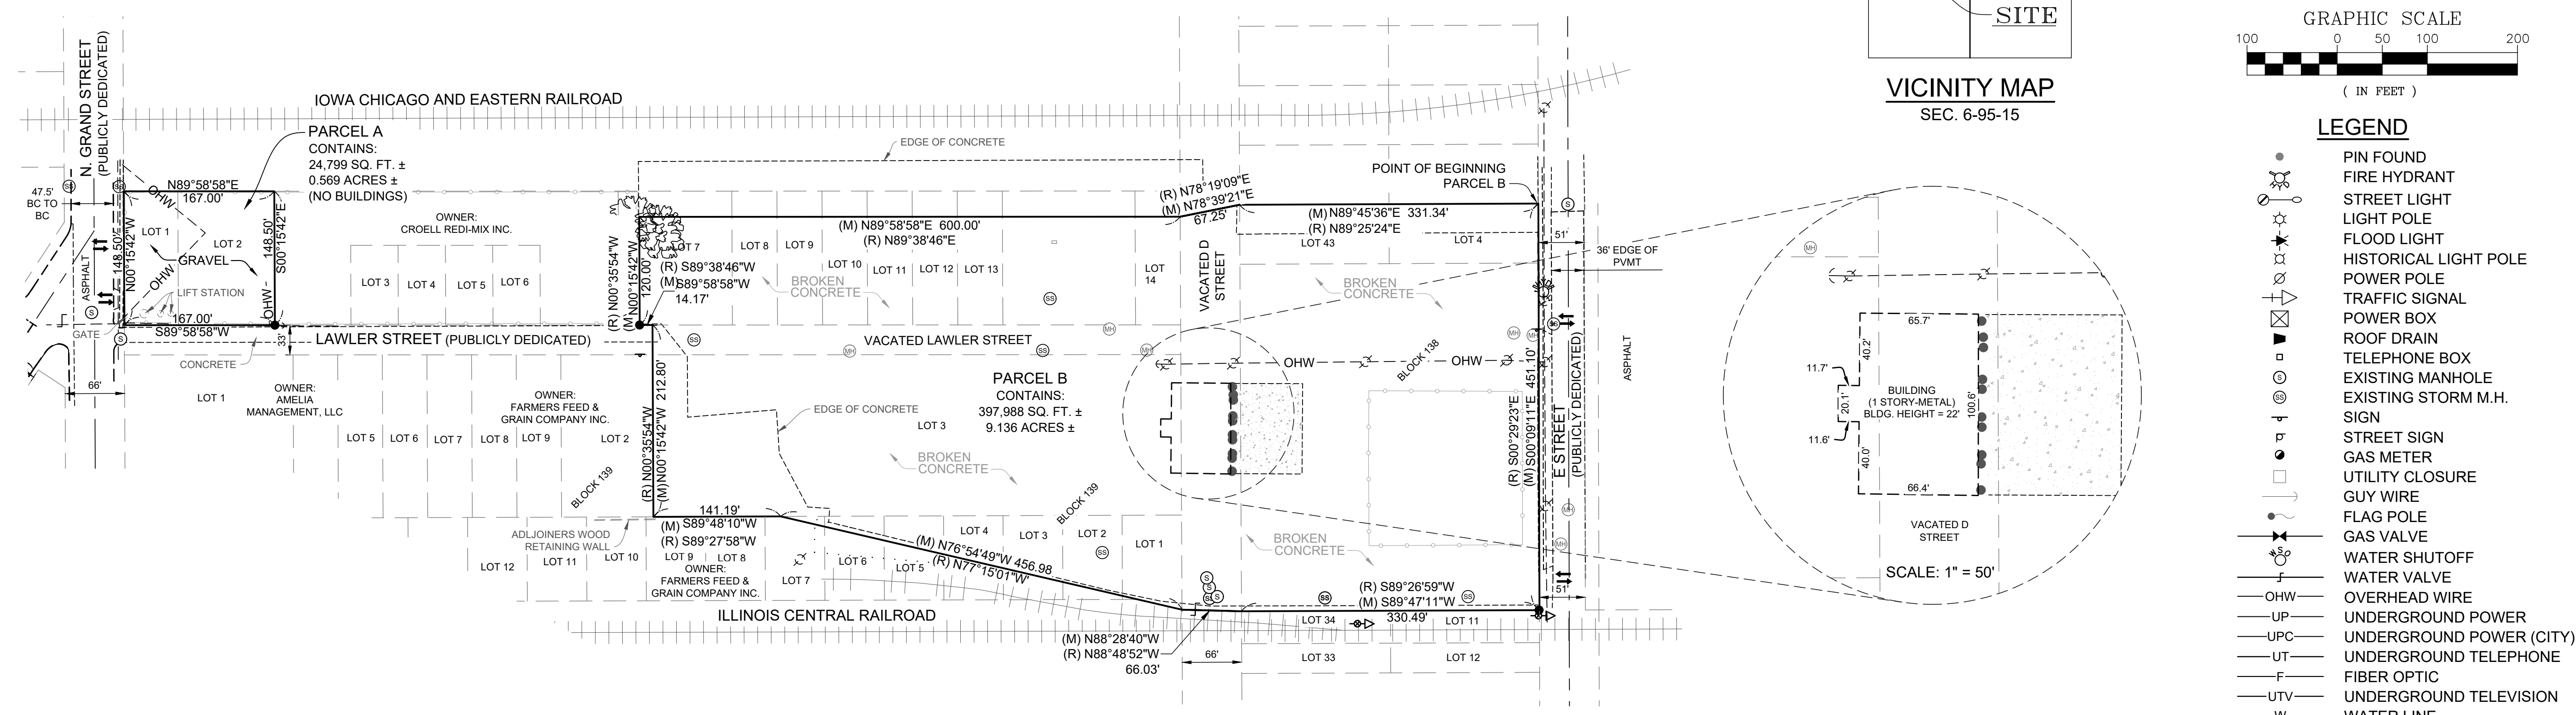 N. GRAND STREET
(PUBLICLY DEDICATED)
IOWA CHICAGO AND EASTERN RAILROAD
47.5'
BC TO
BC
N89°58'58"E
167.00'
PARCEL A
CONTAINS:
24,799 SQ. FT. ±
0.569 ACRES ±
(NO BUILDINGS)
OHW
LOT 1
LOT 2
GRAVEL
148.50'
N00°15'42"W
148.50'
S00°15'42"E
OHW
OHW
ASPHALT
LIFT STATION
167.00'
S89°58'58"W
GATE
CONCRETE
66'
33'
OWNER:
CROELL REDI-MIX INC.
LOT 3
LOT 4
LOT 5
LOT 6
LAWLER STREET (PUBLICLY DEDICATED)
LOT 1
OWNER:
AMELIA
MANAGEMENT, LLC
LOT 5
LOT 6
LOT 7
LOT 8
LOT 9
OWNER:
FARMERS FEED &
GRAIN COMPANY INC.
LOT 2
BLOCK 139
EDGE OF CONCRETE
(M) N89°58'58"E 600.00'
(R) N89°38'46"E
(R) N78°19'09"E
(M) N78°39'21"E
67.25'
(M) N89°45'36"E 331.34'
(R) N89°25'24"E
POINT OF BEGINNING
PARCEL B
(R) N00°35'54"W
(M) N00°15'42"W
120.00'
(R) S89°38'46"W
(M) S89°58'58"W
14.17'
LOT 7
LOT 8
LOT 9
LOT 10
LOT 11
LOT 12
LOT 13
LOT
14
BROKEN
CONCRETE
VACATED D
STREET
LOT 43
LOT 4
BROKEN
CONCRETE
51'
36' EDGE OF
PVMT
VACATED LAWLER STREET
OHW
OHW
BLOCK 138
PARCEL B
CONTAINS:
397,988 SQ. FT. ±
9.136 ACRES ±
EDGE OF CONCRETE
LOT 3
BROKEN
CONCRETE
(R) N00°35'54"W
(M) N00°15'42"W 212.80'
141.19'
(M) S89°48'10"W
(R) S89°27'58"W
ADLJOINERS WOOD
RETAINING WALL
LOT 12
LOT 11
LOT 10
LOT 9
LOT 8
OWNER:
FARMERS FEED &
GRAIN COMPANY INC.
LOT 7
LOT 6
LOT 5
LOT 4
LOT 3
LOT 2
LOT 1
BLOCK 139
(M) N76°54'49"W 456.98
(R) N77°15'01"W'
ILLINOIS CENTRAL RAILROAD
(M) N88°28'40"W
(R) N88°48'52"W
66.03'
66'
BROKEN
CONCRETE
(R) S89°26'59"W
(M) S89°47'11"W
330.49'
LOT 34
LOT 11
LOT 33
LOT 12
(R) S00°29'23"E
(M) S00°09'11"E 451.10'
E STREET
(PUBLICLY DEDICATED)
ASPHALT
51'
SITE
VICINITY MAP
SEC. 6-95-15
65.7'
40.2'
11.7'
20.1'
11.6'
40.0'
BUILDING
(1 STORY-METAL)
BLDG. HEIGHT = 22'
100.6'
66.4'
VACATED D
STREET
SCALE: 1" = 50'
GRAPHIC SCALE
100 0 50 100 200
( IN FEET )
LEGEND
PIN FOUND
FIRE HYDRANT
STREET LIGHT
LIGHT POLE
FLOOD LIGHT
HISTORICAL LIGHT POLE
POWER POLE
TRAFFIC SIGNAL
POWER BOX
ROOF DRAIN
TELEPHONE BOX
S EXISTING MANHOLE
SS EXISTING STORM M.H.
SIGN
STREET SIGN
GAS METER
UTILITY CLOSURE
GUY WIRE
FLAG POLE
GAS VALVE
WATER SHUTOFF
WATER VALVE
OHW OVERHEAD WIRE
UP UNDERGROUND POWER
UPC UNDERGROUND POWER (CITY)
UT UNDERGROUND TELEPHONE
F FIBER OPTIC
UTV UNDERGROUND TELEVISION
W WATER LINE